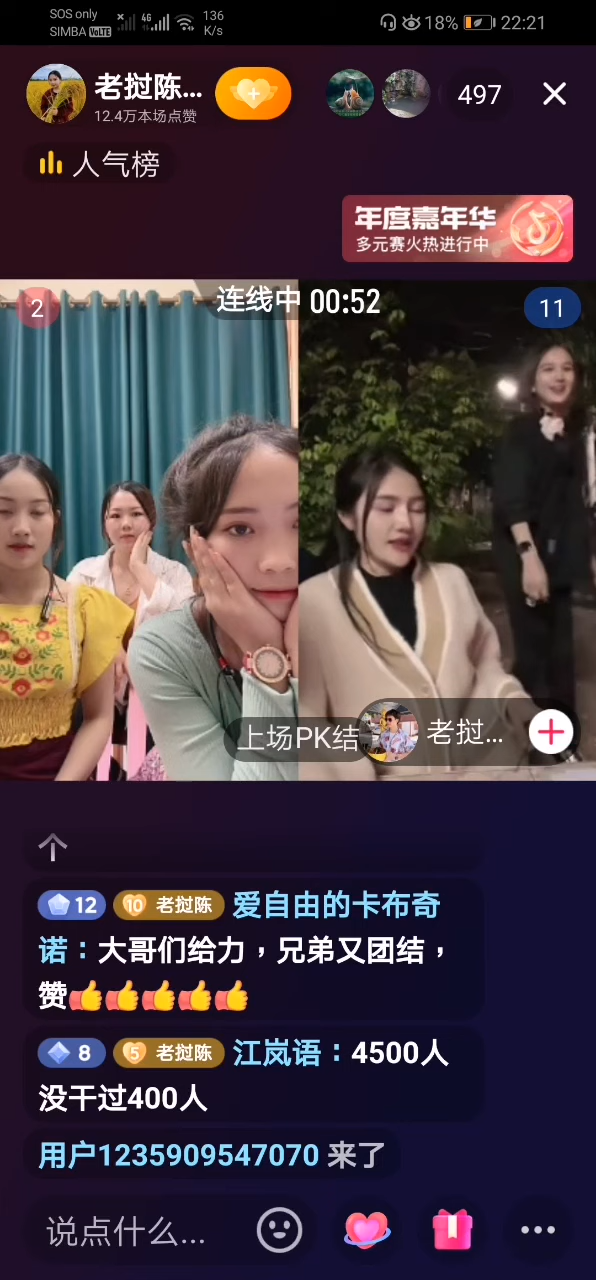 SOS only
SIMBA VoLTE
4G
136
K/s
18%
22:21
老挝陈...
12.4万本场点赞
497
人气榜
年度嘉年华
多元赛火热进行中
2
连线中 00:52
11
上场PK结
老挝...
个
12 10 老挝陈 爱自由的卡布奇
诺：大哥们给力，兄弟又团结，
赞👍👍👍👍👍
8 5 老挝陈 江岚语：4500人
没干过400人
用户1235909547070 来了
说点什么...